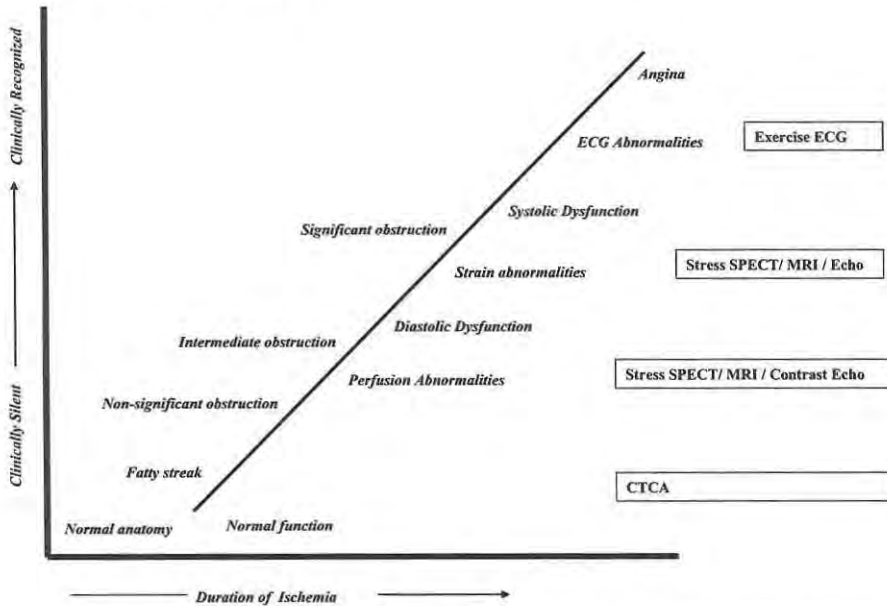 Clinically Recognized
Clinically Silent
Angina
ECG Abnormalities
Exercise ECG
Systolic Dysfunction
Significant obstruction
Stress SPECT/ MRI / Echo
Strain abnormalities
Diastolic Dysfunction
Intermediate obstruction
Stress SPECT/ MRI / Contrast Echo
Perfusion Abnormalities
Non-significant obstruction
Fatty streak
CTCA
Normal anatomy
Normal function
Duration of Ischemia